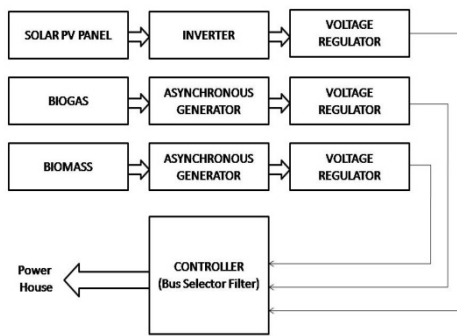 SOLAR PV PANEL
INVERTER
VOLTAGE
REGULATOR
BIOGAS
ASYNCHRONOUS
GENERATOR
VOLTAGE
REGULATOR
BIOMASS
ASYNCHRONOUS
GENERATOR
VOLTAGE
REGULATOR
Power
House
CONTROLLER
(Bus Selector Filter)